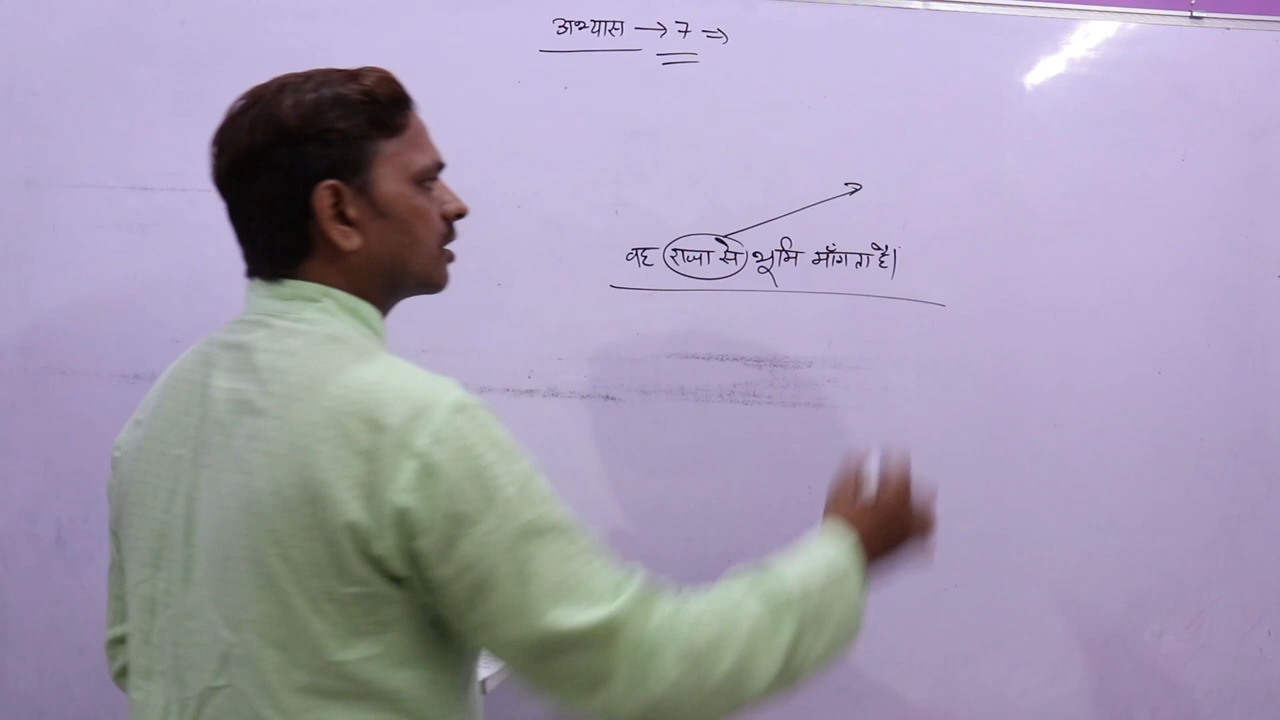 अभ्यास → 7 ⇒
वह राजा से भूमि माँगता है।